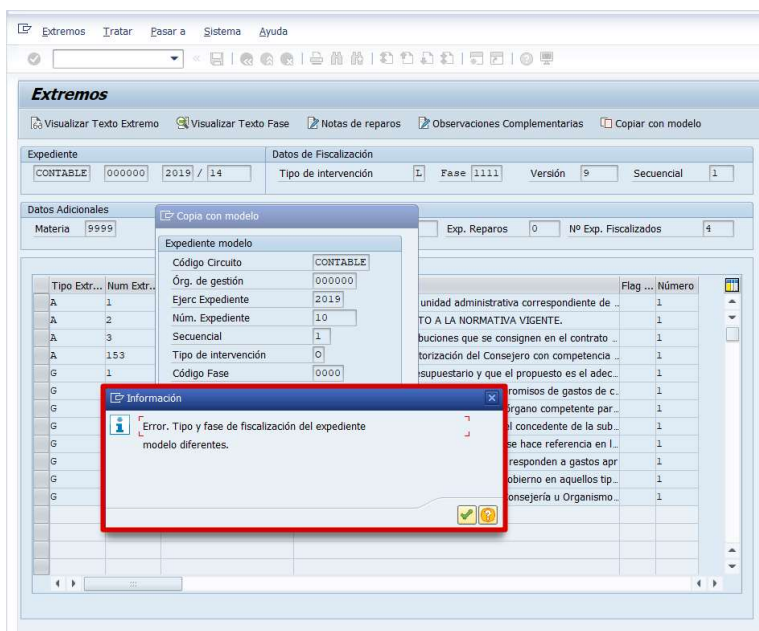 Extremos Tratar Pasar a Sistema Ayuda
Extremos
Visualizar Texto Extremo Visualizar Texto Fase Notas de reparos Observaciones Complementarias Copiar con modelo
Expediente Datos de Fiscalización
CONTABLE 000000 2019 / 14 Tipo de intervención L Fase 1111 Versión 9 Secuencial 1
Datos Adicionales
Materia 9999 Exp. Reparos 0 Nº Exp. Fiscalizados 4
Copia con modelo
Expediente modelo
Código Circuito CONTABLE
Órg. de gestión 000000
Ejerc Expediente 2019
Núm. Expediente 10
Secuencial 1
Tipo de intervención O
Código Fase 0000
Tipo Extr... Num Extr.. Flag ... Número
A 1 unidad administrativa correspondiente de .. 1
A 2 TO A LA NORMATIVA VIGENTE. 1
A 3 buciones que se consignen en el contrato .. 1
A 153 torización del Consejero con competencia .. 1
G 1 esupuestario y que el propuesto es el adec.. 1
G romisos de gastos de c.. 1
G órgano competente par.. 1
G el concedente de la sub.. 1
G se hace referencia en l.. 1
G responden a gastos apr 1
G obierno en aquellos tip.. 1
G onsejería u Organismo.. 1
Información
Error. Tipo y fase de fiscalización del expediente
modelo diferentes.